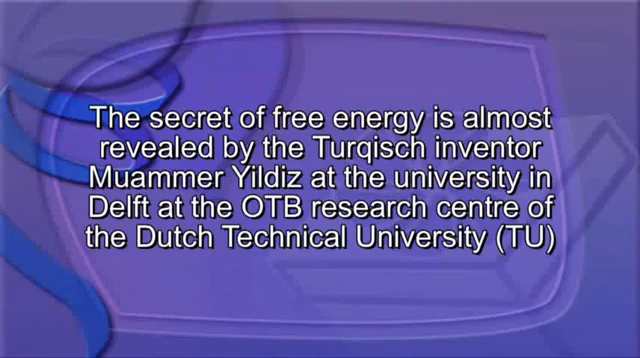 The secret of free energy is almost
revealed by the Turqisch inventor
Muammer Yildiz at the university in
Delft at the OTB research centre of
the Dutch Technical University (TU)